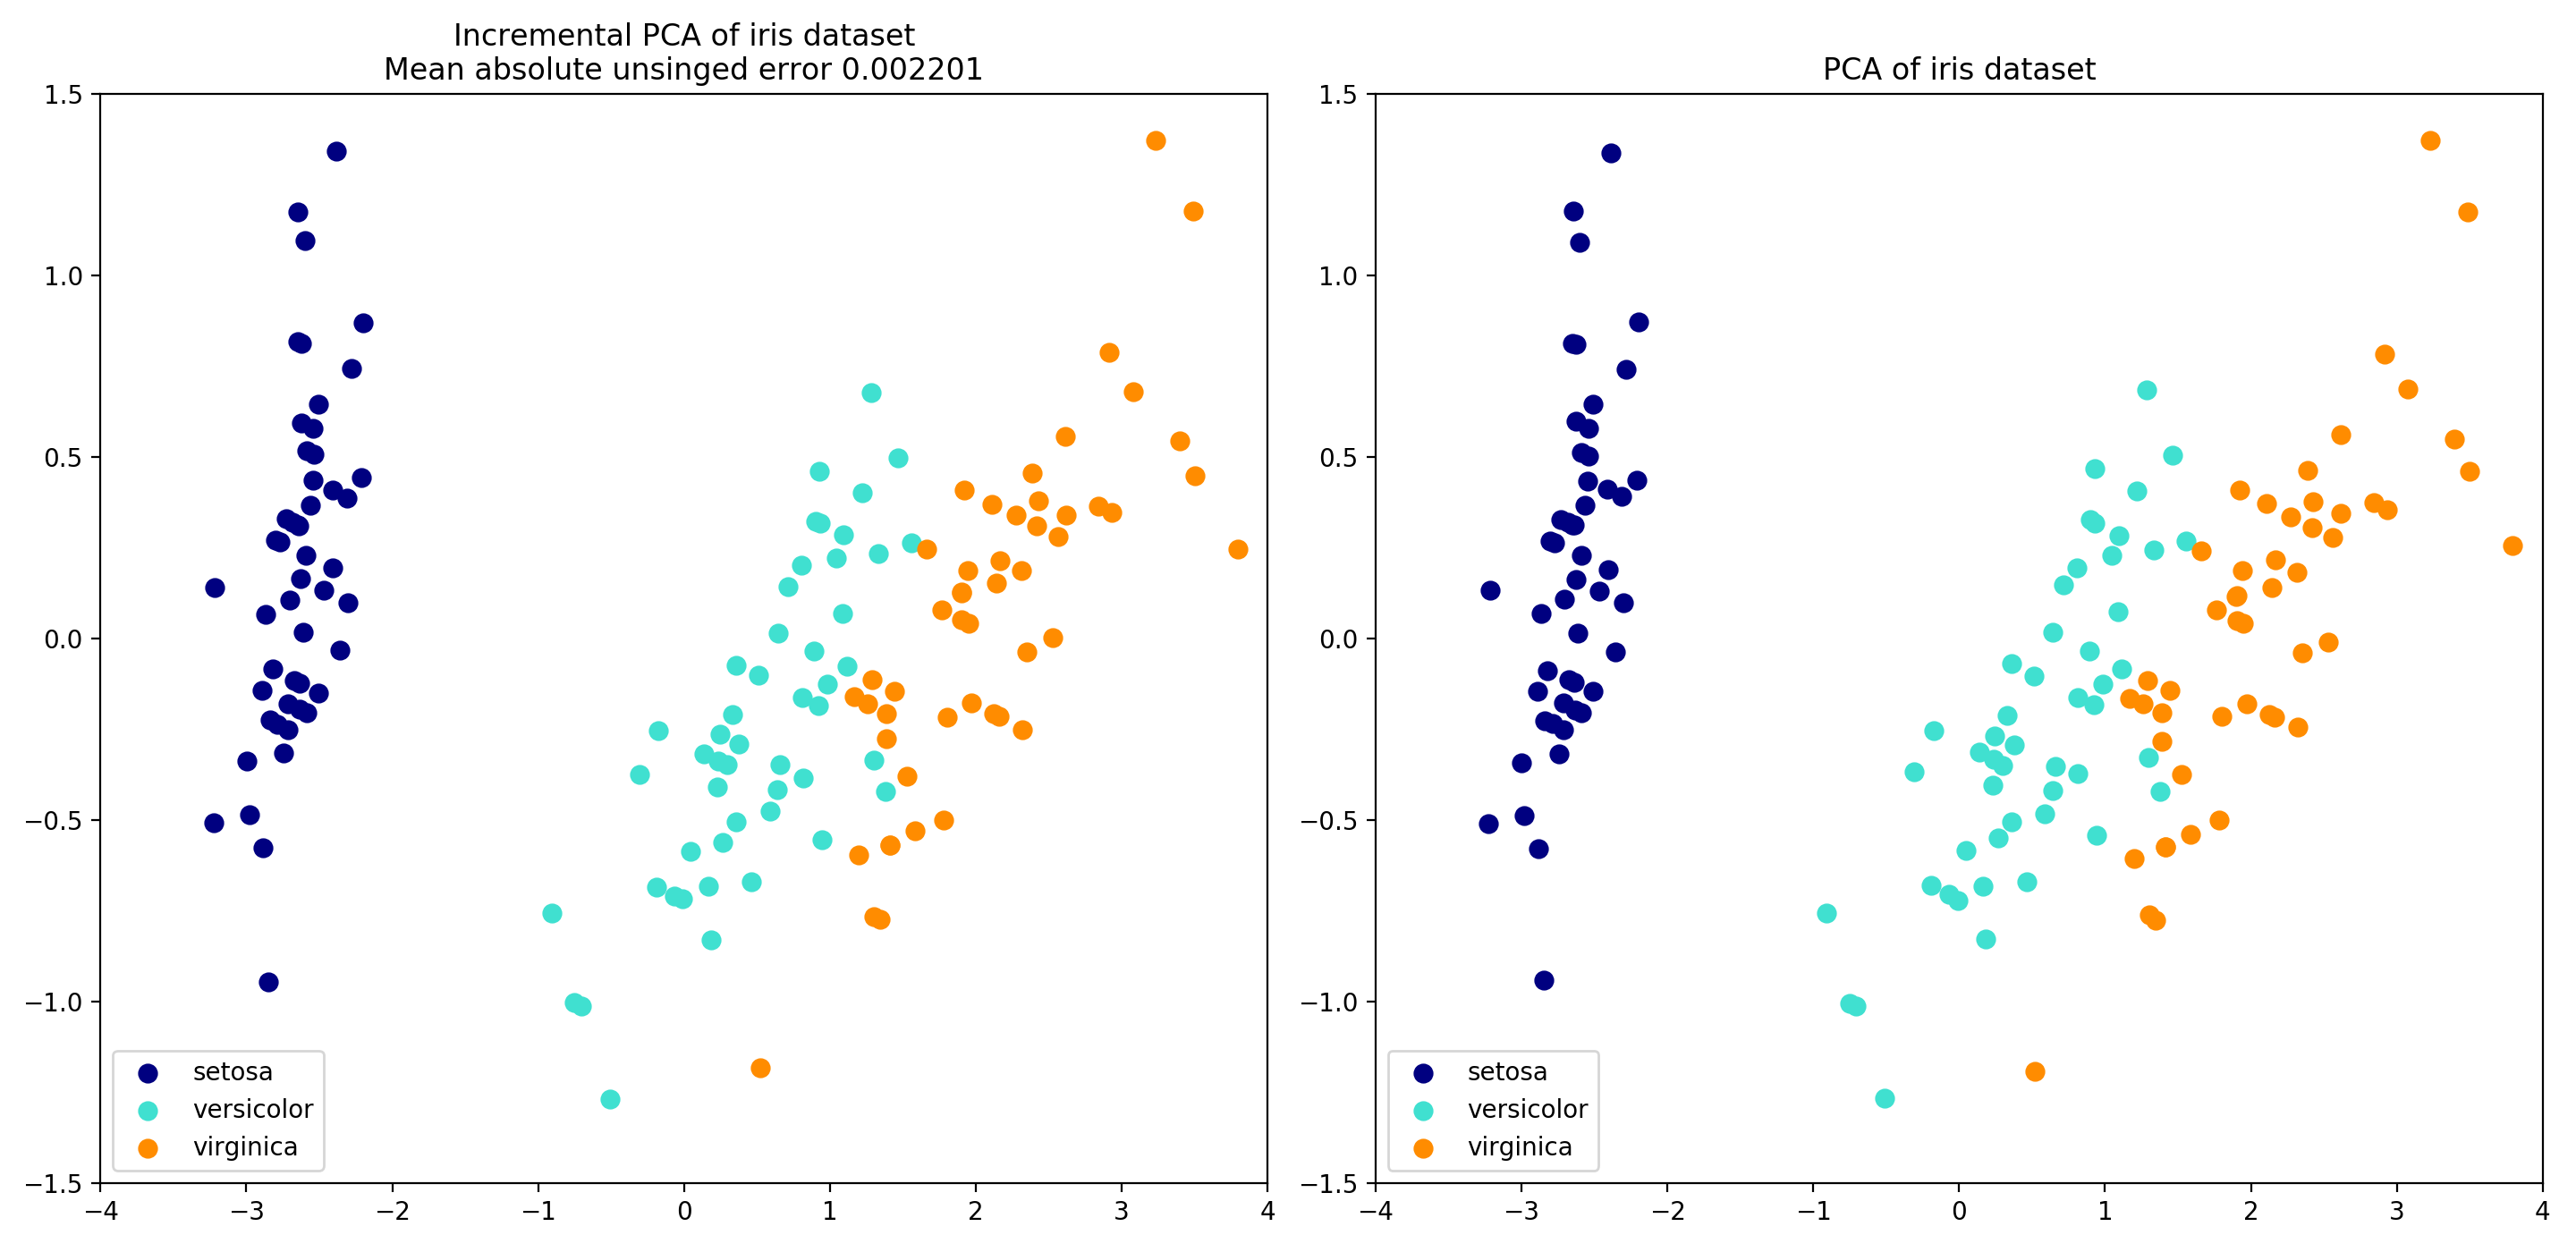 Incremental PCA of iris dataset
Mean absolute unsinged error 0.002201
1.5
1.0
0.5
0.0
−0.5
−1.0
−1.5
−4 −3 −2 −1 0 1 2 3 4
setosa
versicolor
virginica
PCA of iris dataset
1.5
1.0
0.5
0.0
−0.5
−1.0
−1.5
−4 −3 −2 −1 0 1 2 3 4
setosa
versicolor
virginica